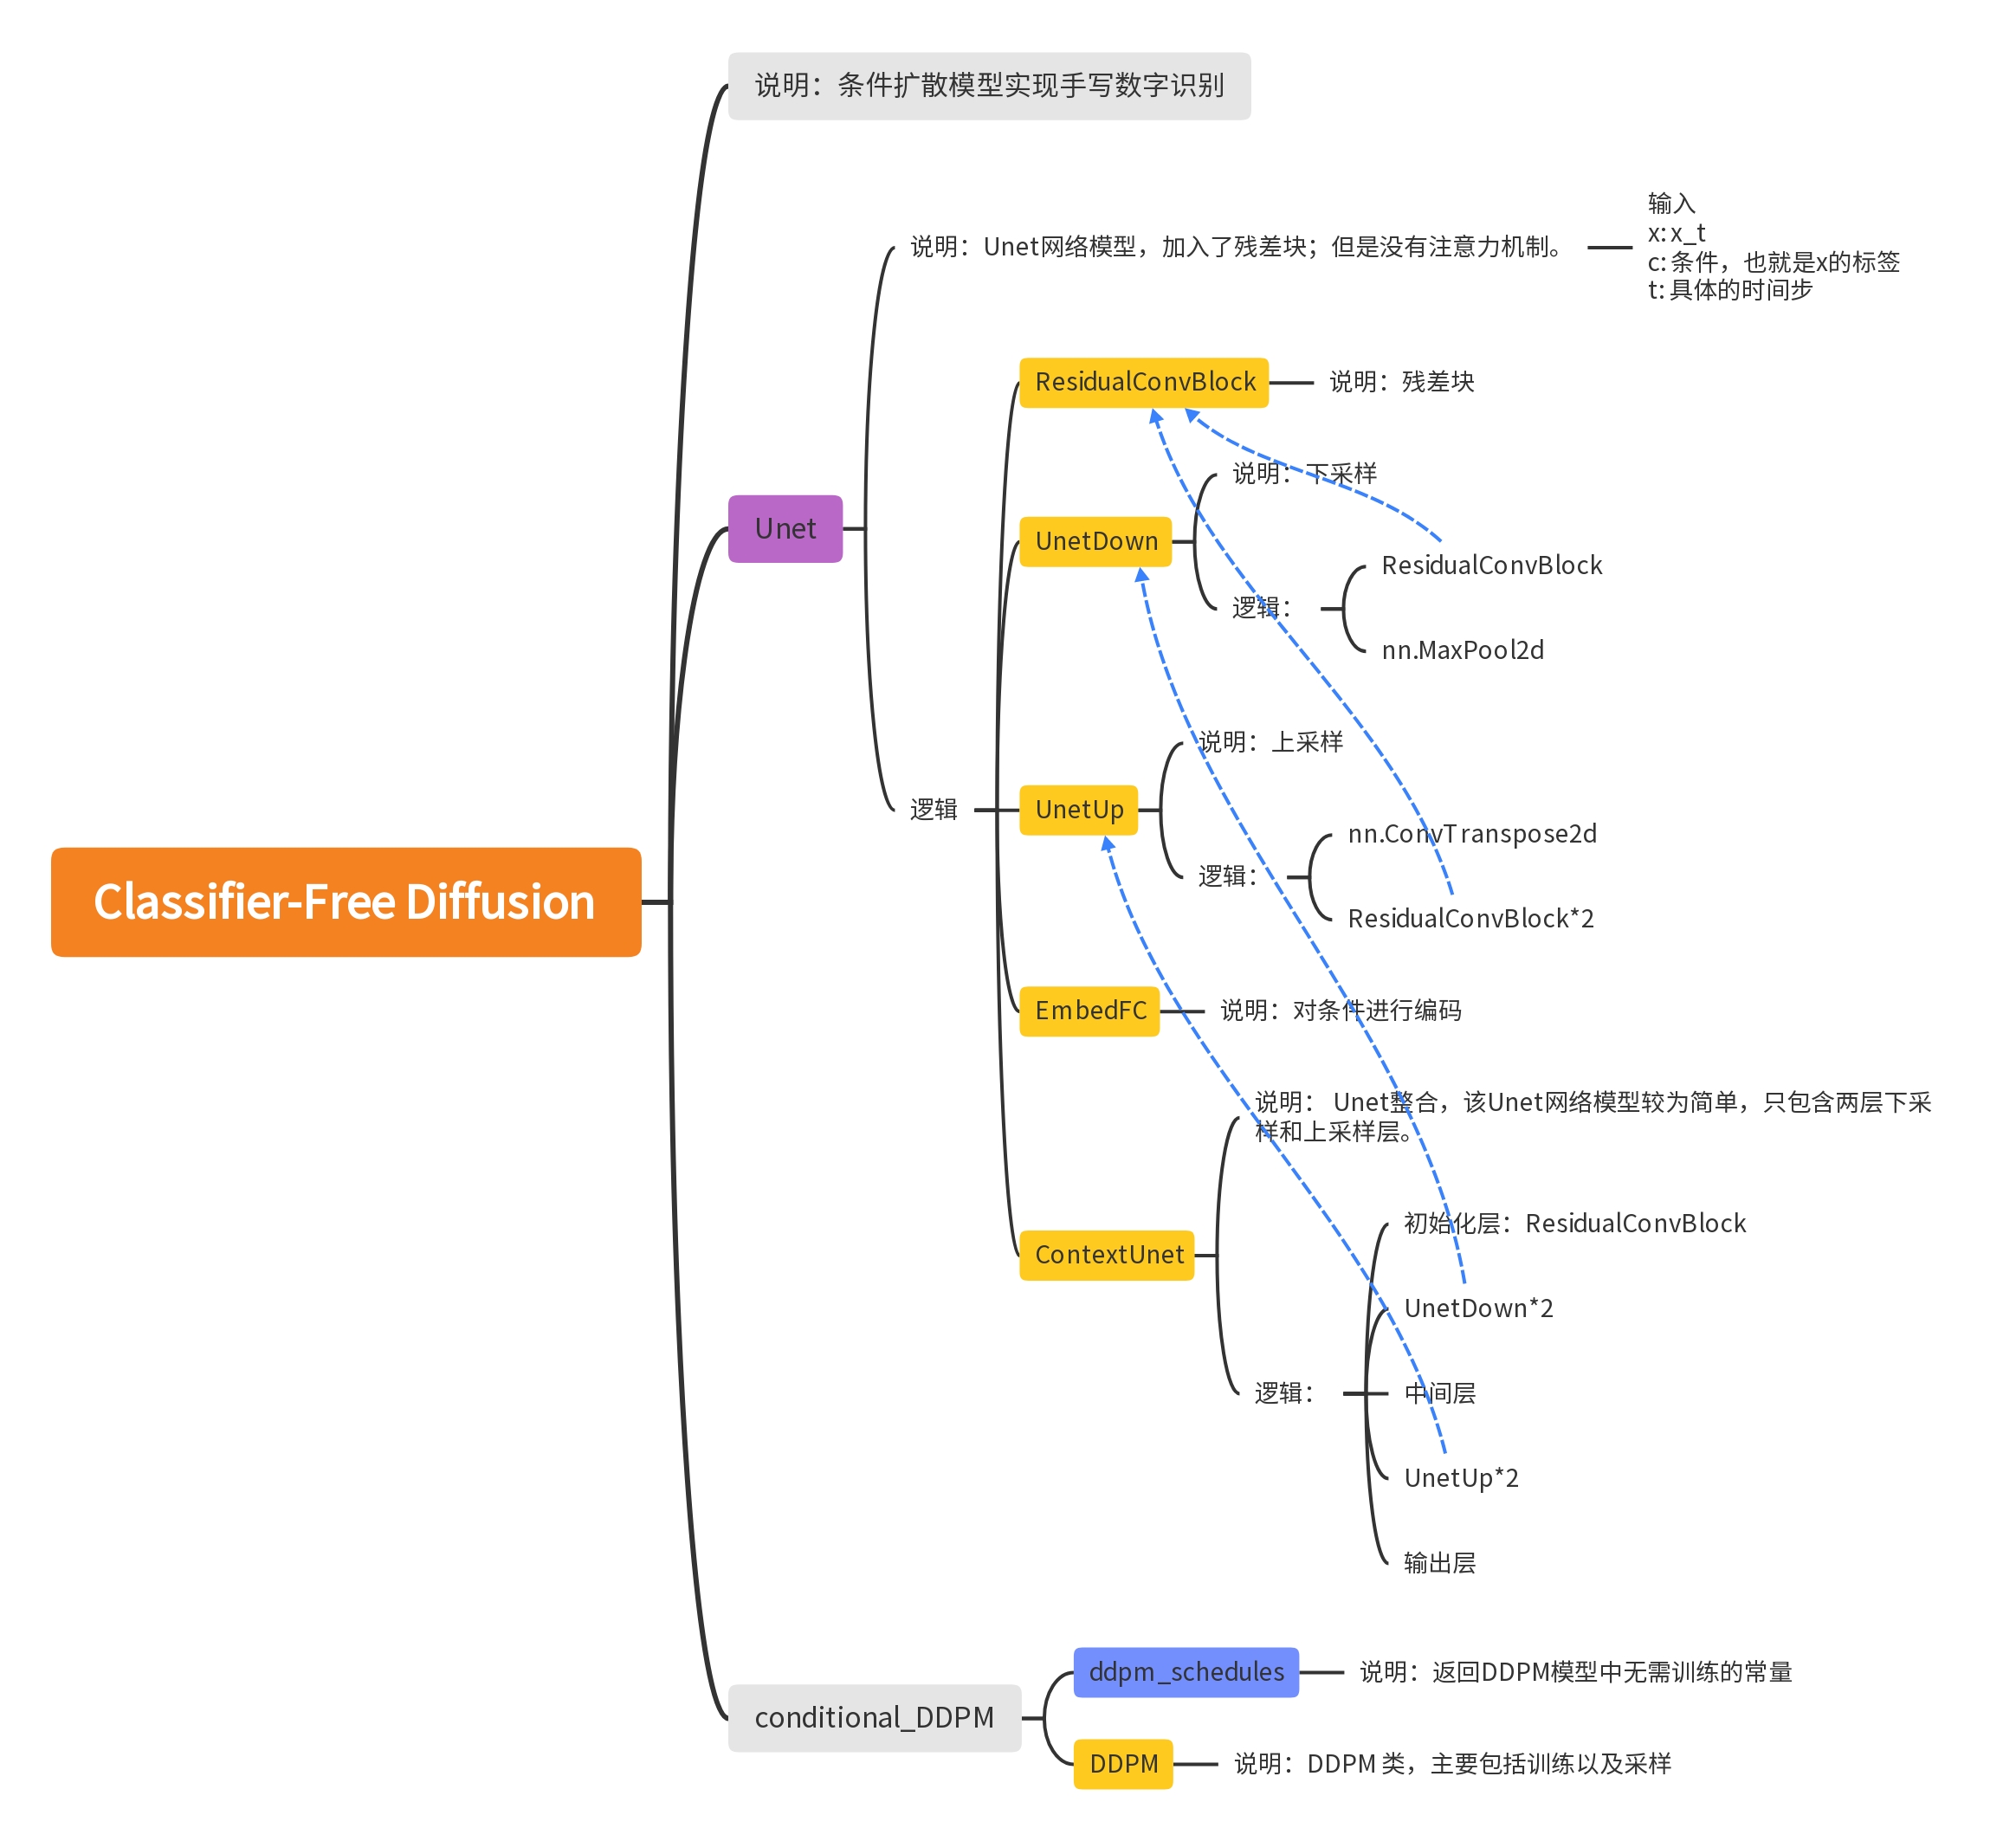 说明：条件扩散模型实现手写数字识别
说明：Unet网络模型，加入了残差块；但是没有注意力机制。
输入
x: x_t
c: 条件，也就是x的标签
t: 具体的时间步
ResidualConvBlock
说明：残差块
说明：下采样
Unet
UnetDown
ResidualConvBlock
逻辑：
nn.MaxPool2d
说明：上采样
逻辑
UnetUp
nn.ConvTranspose2d
逻辑：
ResidualConvBlock*2
Classifier-Free Diffusion
EmbedFC
说明：对条件进行编码
说明： Unet整合，该Unet网络模型较为简单，只包含两层下采
样和上采样层。
初始化层：ResidualConvBlock
ContextUnet
UnetDown*2
逻辑：
中间层
UnetUp*2
输出层
ddpm_schedules
说明：返回DDPM模型中无需训练的常量
conditional_DDPM
DDPM
说明：DDPM 类，主要包括训练以及采样